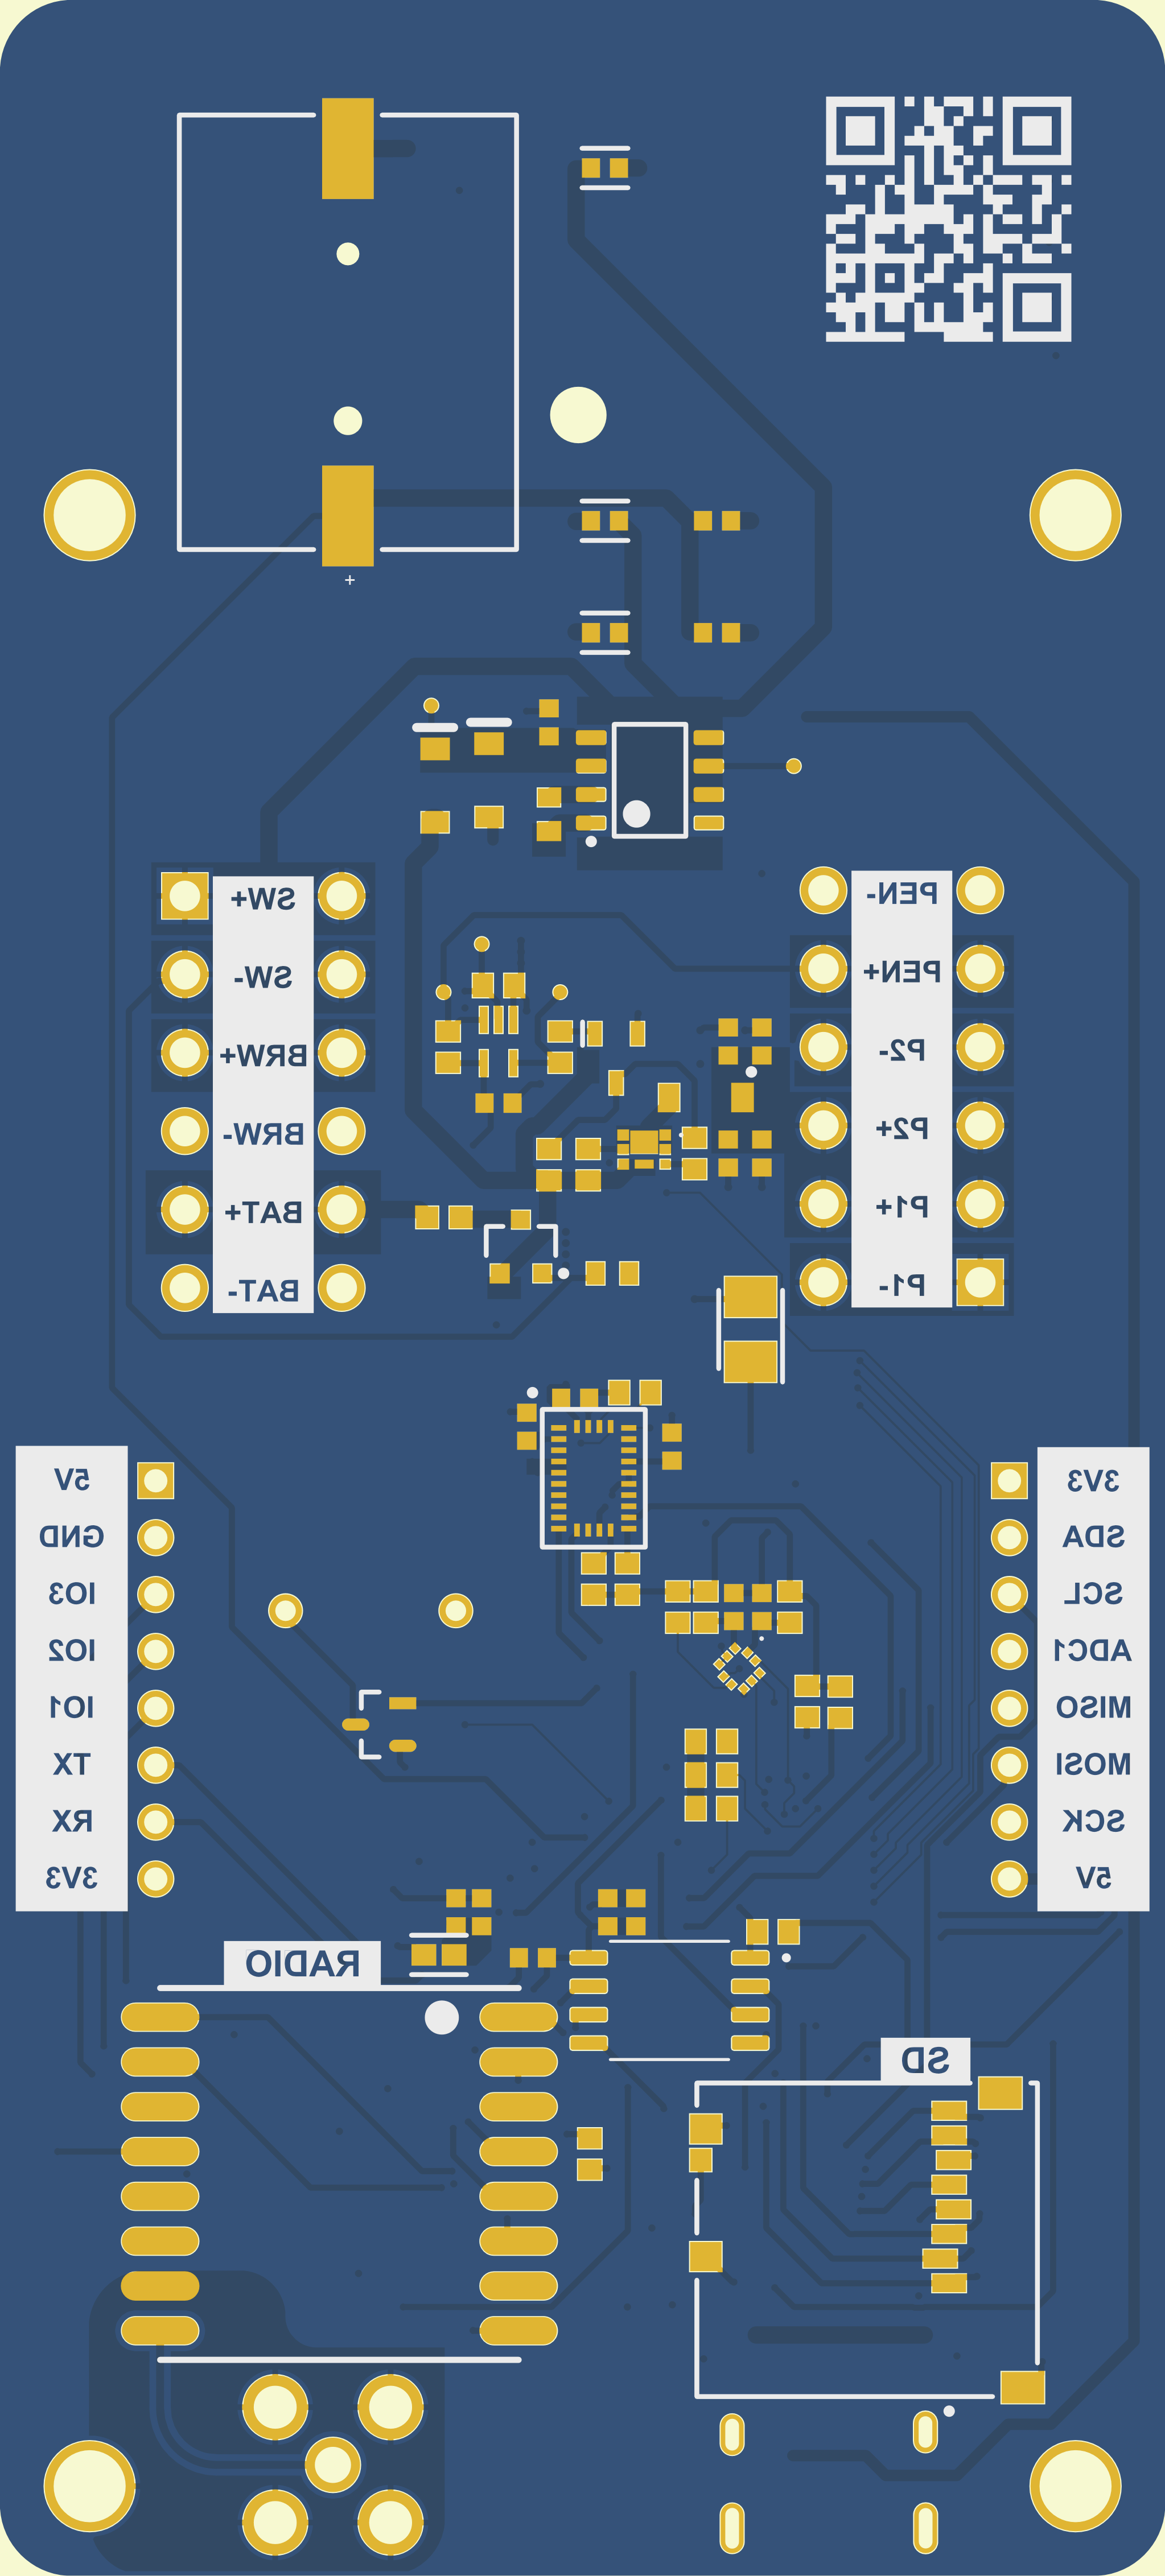 +
SW+
SW-
BRW+
BRW-
BAT+
BAT-
PEN-
PEN+
P2-
P2+
P1+
P1-
5V
GND
IO3
IO2
IO1
TX
RX
3V3
3V3
SDA
SCL
ADC1
MISO
MOSI
SCK
5V
RADIO
SD